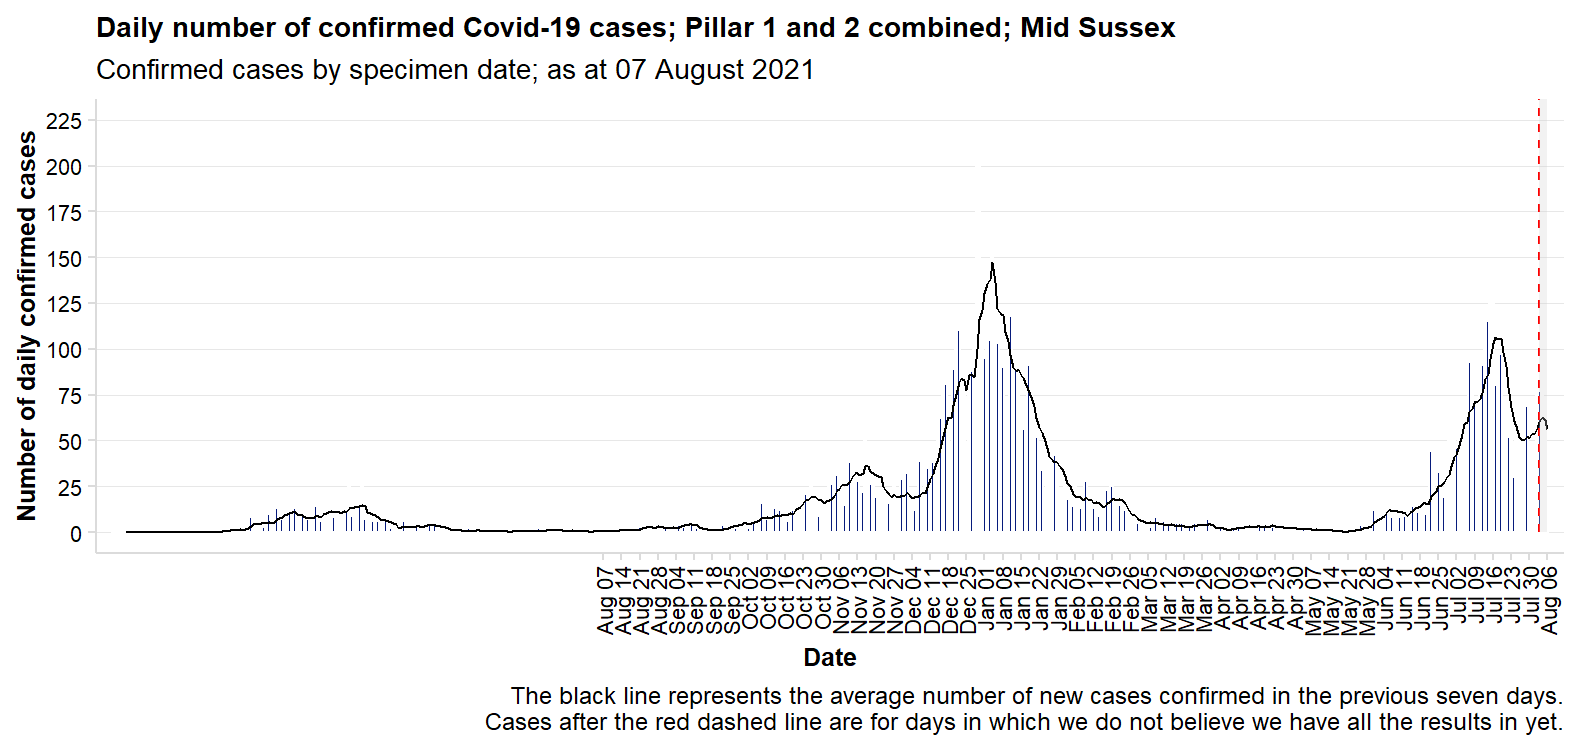 Daily number of confirmed Covid-19 cases; Pillar 1 and 2 combined; Mid Sussex
Confirmed cases by specimen date; as at 07 August 2021
Number of daily confirmed cases
225
200
175
150
125
100
75
50
25
0
Aug 07
Aug 14
Aug 21
Aug 28
Sep 04
Sep 11
Sep 18
Sep 25
Oct 02
Oct 09
Oct 16
Oct 23
Oct 30
Nov 06
Nov 13
Nov 20
Nov 27
Dec 04
Dec 11
Dec 18
Dec 25
Jan 01
Jan 08
Jan 15
Jan 22
Jan 29
Feb 05
Feb 12
Feb 19
Feb 26
Mar 05
Mar 12
Mar 19
Mar 26
Apr 02
Apr 09
Apr 16
Apr 23
Apr 30
May 07
May 14
May 21
May 28
Jun 04
Jun 11
Jun 18
Jun 25
Jul 02
Jul 09
Jul 16
Jul 23
Jul 30
Aug 06
Date
The black line represents the average number of new cases confirmed in the previous seven days.
Cases after the red dashed line are for days in which we do not believe we have all the results in yet.